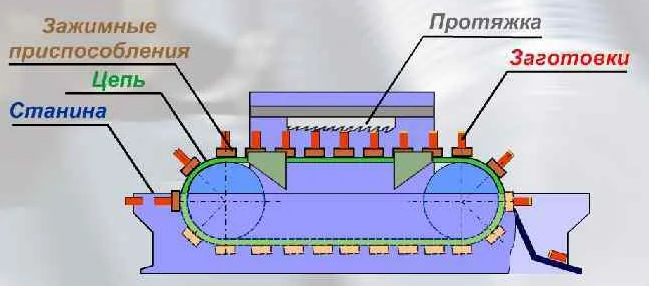 Зажимные
приспособления
Цепь
Станина
Протяжка
Заготовки